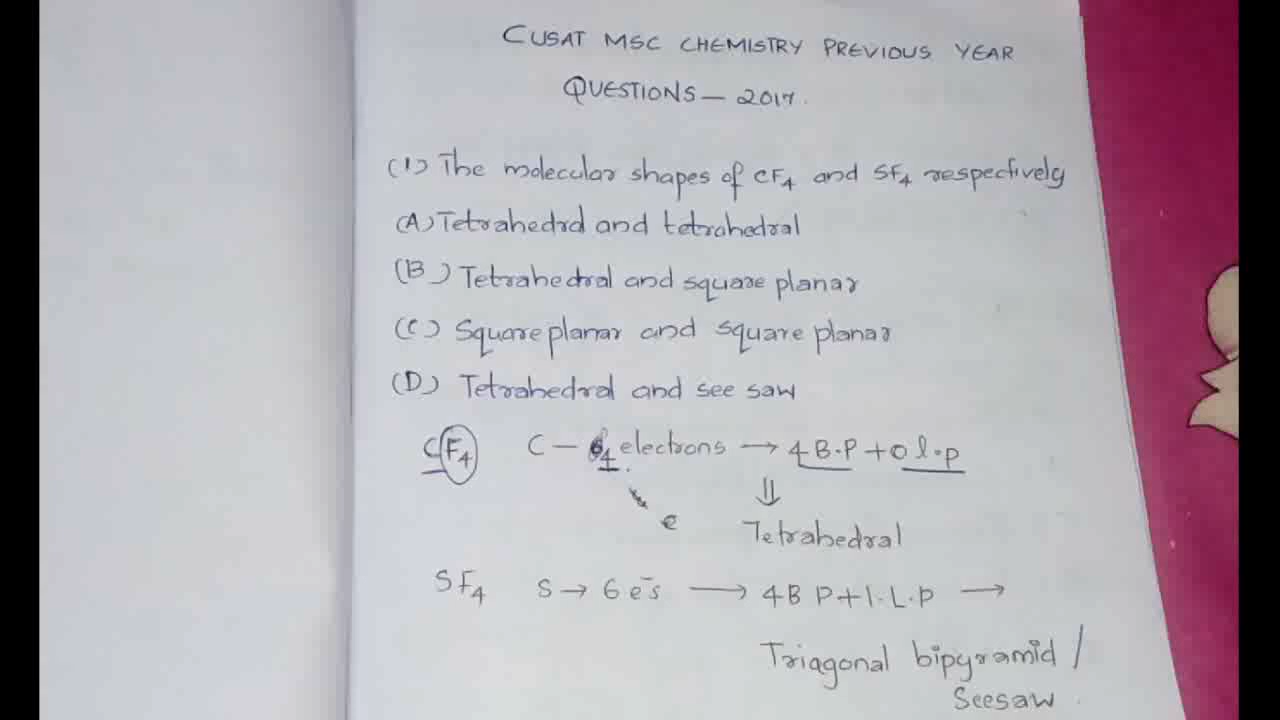 CUSAT MSC CHEMISTRY PREVIOUS YEAR
QUESTIONS — 2017.
(1) The molecular shapes of CF4 and SF4 respectively
(A) Tetrahedral and tetrahedral
(B) Tetrahedral and square planar
(C) Square planar and square planar
(D) Tetrahedral and see saw
CF4 C — 4 electrons → 4 B.P + 0 l.p
⇓
e
Tetrahedral
SF4 S → 6 e⁻s → 4 B P + 1. L. P →
Triagonal bipyramid /
Seesaw.